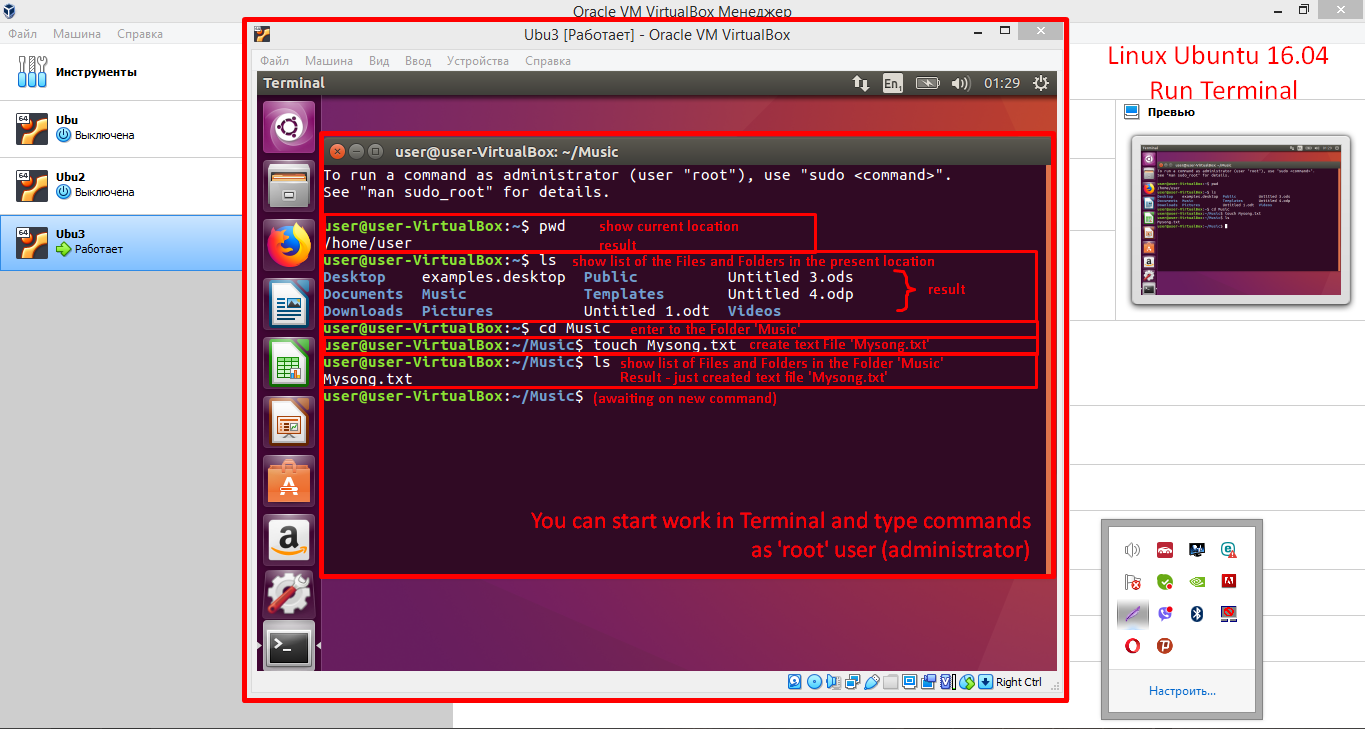 Oracle VM VirtualBox Менеджер
Файл Машина Справка
Инструменты
64
Ubu
Выключена
64
Ubu2
Выключена
64
Ubu3
Работает
Ubu3 [Работает] - Oracle VM VirtualBox
Файл Машина Вид Ввод Устройства Справка
Terminal
En1
01:29
user@user-VirtualBox: ~/Music
To run a command as administrator (user "root"), use "sudo <command>".
See "man sudo_root" for details.
user@user-VirtualBox:~$ pwd show current location
/home/user result
user@user-VirtualBox:~$ ls show list of the Files and Folders in the present location
Desktop examples.desktop Public Untitled 3.ods
Documents Music Templates Untitled 4.odp
Downloads Pictures Untitled 1.odt Videos
result
user@user-VirtualBox:~$ cd Music enter to the Folder 'Music'
user@user-VirtualBox:~/Music$ touch Mysong.txt create text File 'Mysong.txt'
user@user-VirtualBox:~/Music$ ls show list of Files and Folders in the Folder 'Music'
Mysong.txt Result - just created text file 'Mysong.txt'
user@user-VirtualBox:~/Music$ (awaiting on new command)
You can start work in Terminal and type commands
as 'root' user (administrator)
Right Ctrl
Linux Ubuntu 16.04
Run Terminal
Превью
Настроить...